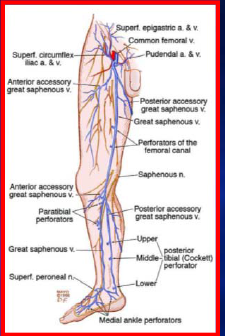 Superf. epigastric a. & v.
Common femoral v.
Superf. circumflex
iliac a. & v.
Pudendal a. & v.
Anterior accessory
great saphenous v.
Posterior accessory
great saphenous v.
Great saphenous v.
Perforators of the
femoral canal
Saphenous n.
Anterior accessory
great saphenous v.
Paratibial
perforators
Posterior accessory
great saphenous v.
Great saphenous v.
Upper
Middle
Lower
posterior
tibial (Cockett)
perforator
Superf. peroneal n.
Medial ankle perforators